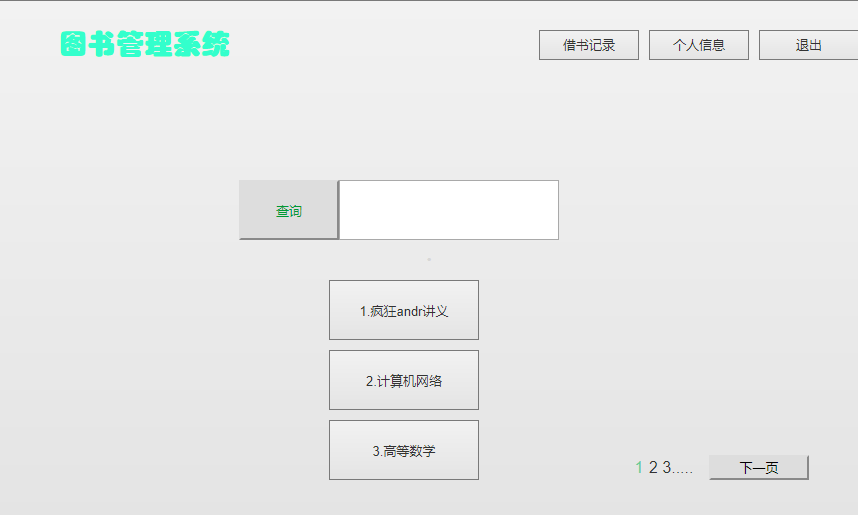 图书管理系统
借书记录 个人信息 退出
查询
1.疯狂andr讲义
2.计算机网络
3.高等数学
1 2 3..... 下一页